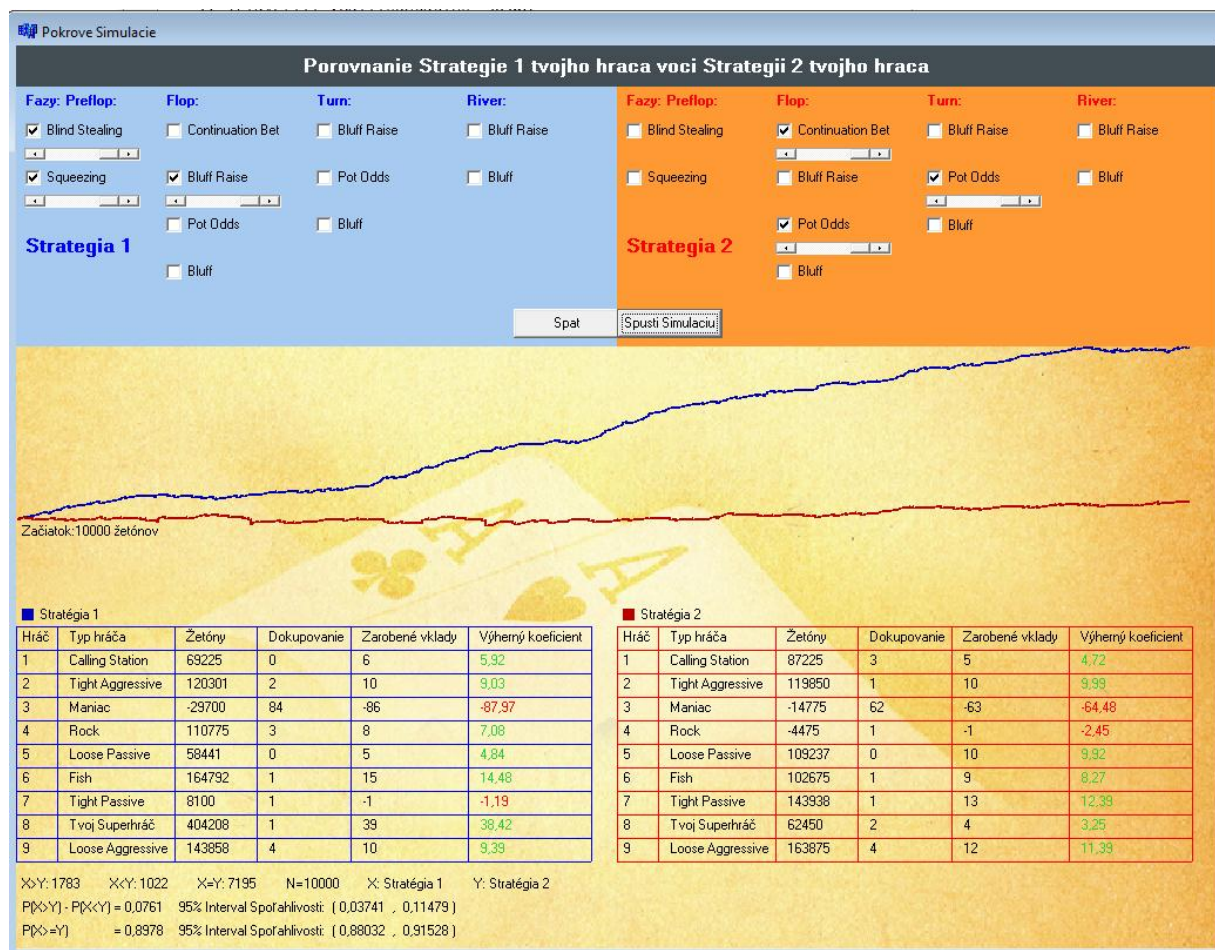 Pokrove Simulacie
Porovnanie Strategie 1 tvojho hraca voci Strategii 2 tvojho hraca
Fazy: Preflop: Flop: Turn: River:
Blind Stealing Continuation Bet Bluff Raise Bluff Raise
Squeezing Bluff Raise Pot Odds Bluff
Pot Odds Bluff
Strategia 1
Bluff
Fazy: Preflop: Flop: Turn: River:
Blind Stealing Continuation Bet Bluff Raise Bluff Raise
Squeezing Bluff Raise Pot Odds Bluff
Pot Odds Bluff
Strategia 2
Bluff
Spat Spusti Simulaciu
Začiatok:10000 žetónov
Stratégia 1
Hráč Typ hráča Žetóny Dokupovanie Zarobené vklady Výherný koeficient
1 Calling Station 69225 0 6 5,92
2 Tight Aggressive 120301 2 10 9,03
3 Maniac -29700 84 -86 -87,97
4 Rock 110775 3 8 7,08
5 Loose Passive 58441 0 5 4,84
6 Fish 164792 1 15 14,48
7 Tight Passive 8100 1 -1 -1,19
8 Tvoj Superhráč 404208 1 39 38,42
9 Loose Aggressive 143858 4 10 9,39
Stratégia 2
Hráč Typ hráča Žetóny Dokupovanie Zarobené vklady Výherný koeficient
1 Calling Station 87225 3 5 4,72
2 Tight Aggressive 119850 1 10 9,99
3 Maniac -14775 62 -63 -64,48
4 Rock -4475 1 -1 -2,45
5 Loose Passive 109237 0 10 9,92
6 Fish 102675 1 9 8,27
7 Tight Passive 143938 1 13 12,39
8 Tvoj Superhráč 62450 2 4 3,25
9 Loose Aggressive 163875 4 12 11,39
X>Y: 1783 X<Y: 1022 X=Y: 7195 N=10000 X: Stratégia 1 Y: Stratégia 2
P(X>Y) - P(X<Y) = 0,0761 95% Interval Spoľahlivosti: ( 0,03741 , 0,11479 )
P(X>=Y) = 0,8978 95% Interval Spoľahlivosti: ( 0,88032 , 0,91528 )